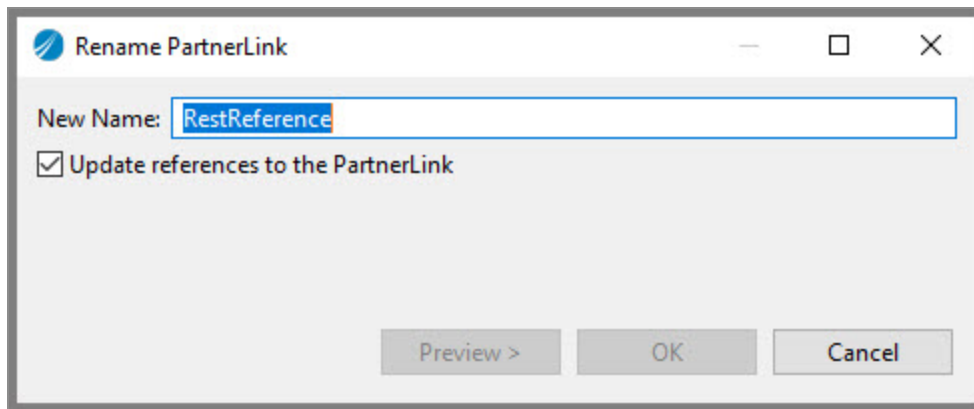 Rename PartnerLink
New Name: RestReference
Update references to the PartnerLink
Preview > OK Cancel